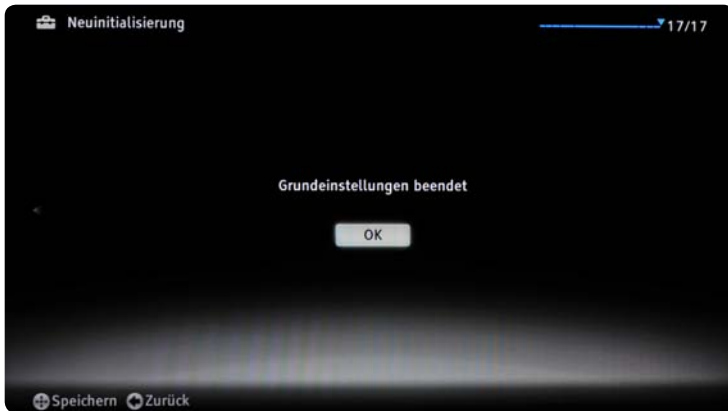 Neuinitialisierung
17/17
Grundeinstellungen beendet
OK
Speichern Zurück